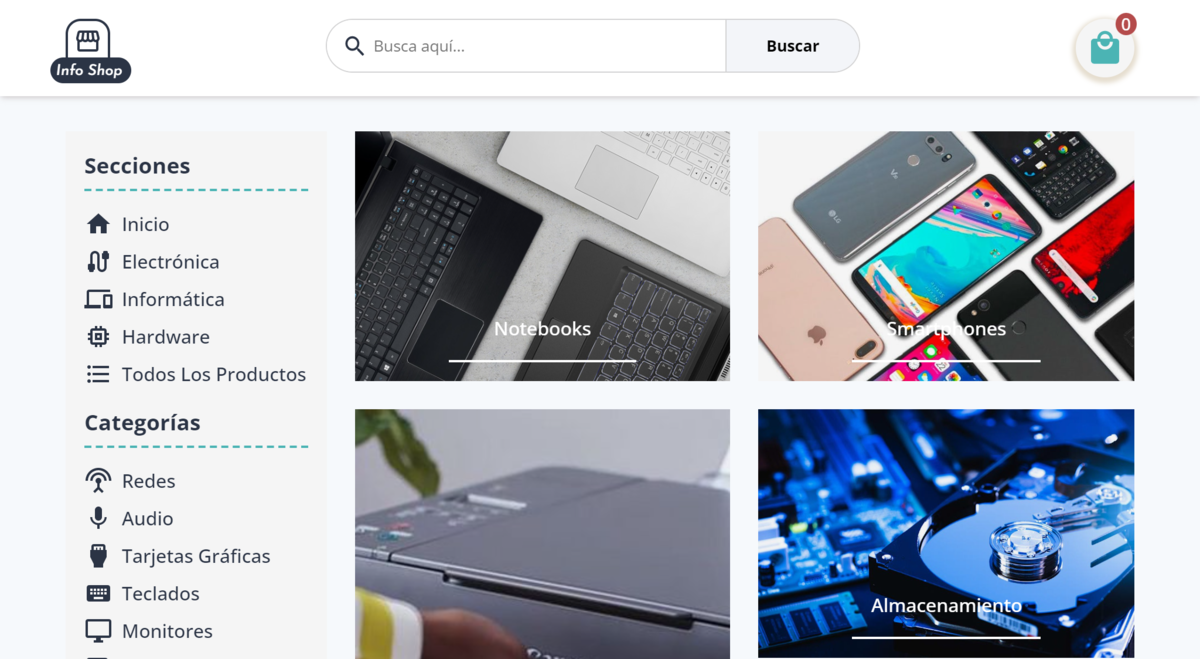 Info Shop
Busca aquí...
Buscar
0
Secciones
Inicio
Electrónica
Informática
Hardware
Todos Los Productos
Categorías
Redes
Audio
Tarjetas Gráficas
Teclados
Monitores
Notebooks
LG
V
Smartphones
Almacenamiento